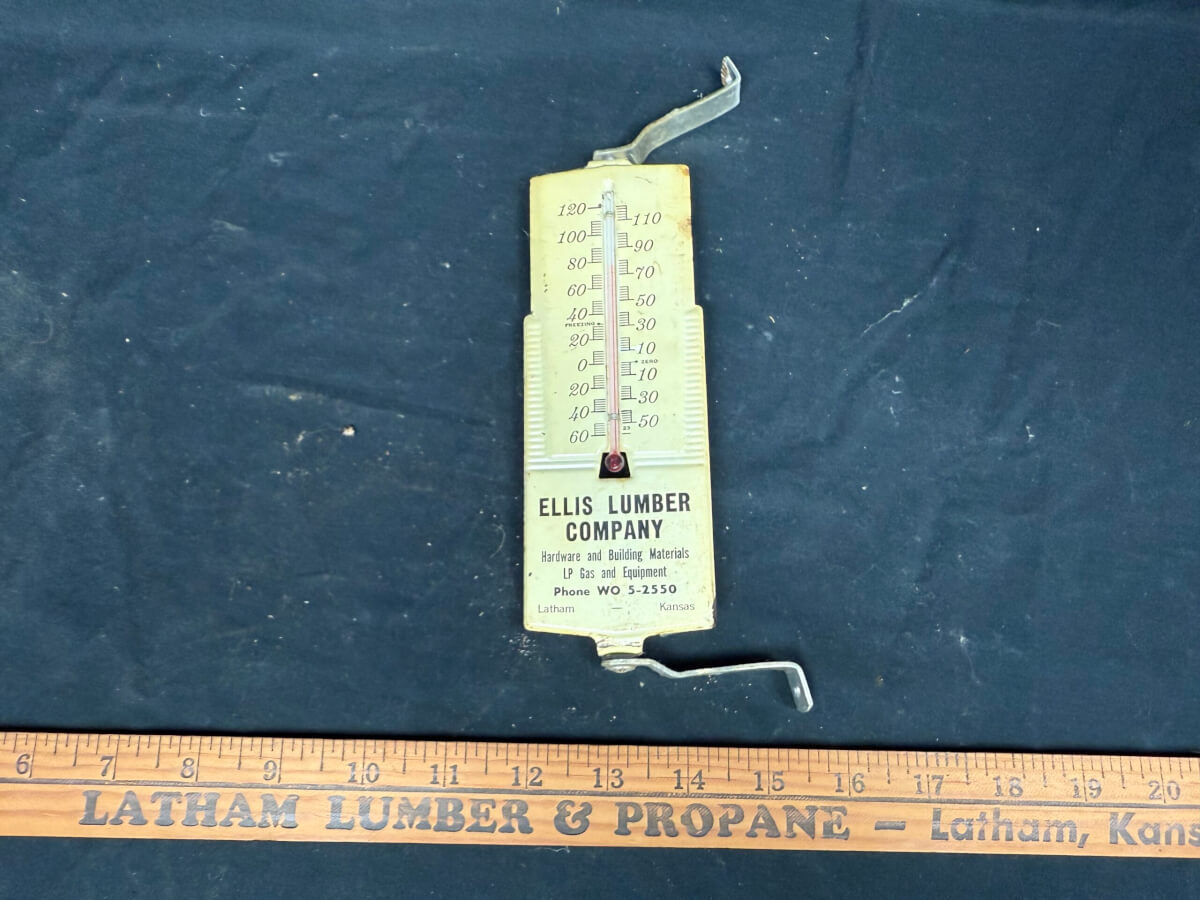 120 110
100 90
80 70
60 50
40 30
FREEZING
20 10
0 ZERO
20 10
40 30
60 50
ELLIS LUMBER
COMPANY
Hardware and Building Materials
LP Gas and Equipment
Phone WO 5-2550
Latham — Kansas
6 7 8 9 10 11 12 13 14 15 16 17 18 19 20
LATHAM LUMBER & PROPANE — Latham, Kans